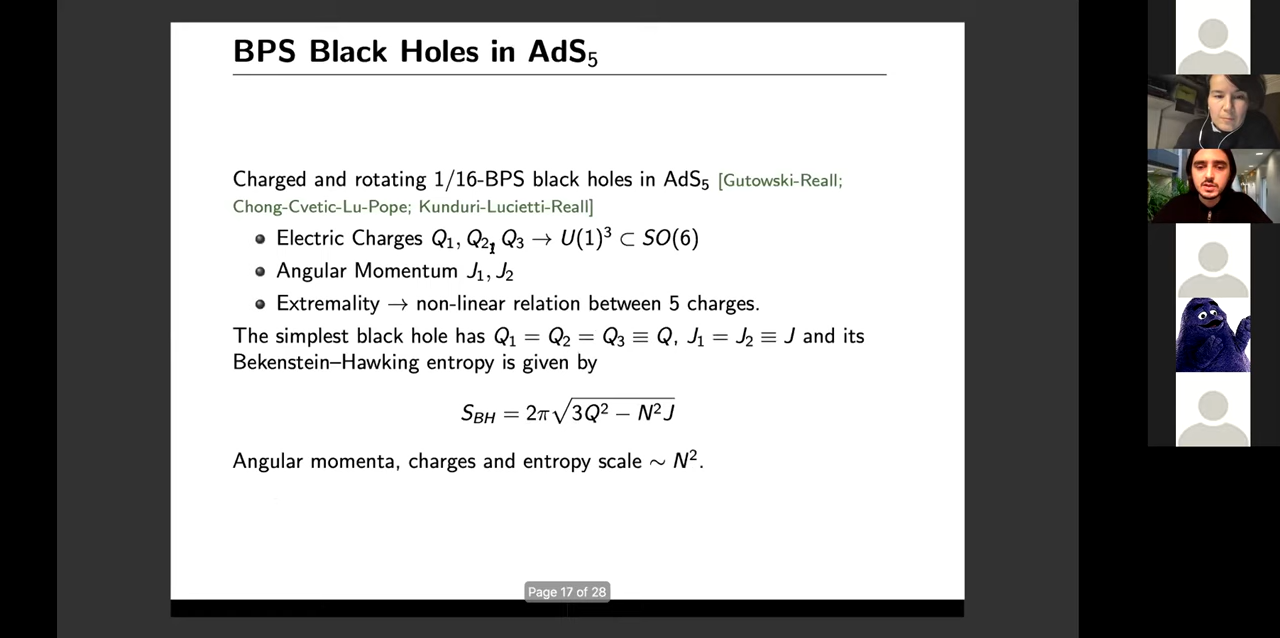 BPS Black Holes in AdS₅
Charged and rotating 1/16-BPS black holes in AdS₅ [Gutowski-Reall;
Chong-Cvetic-Lu-Pope; Kunduri-Lucietti-Reall]
Electric Charges Q₁, Q₂, Q₃ → U(1)³ ⊂ SO(6)
Angular Momentum J₁, J₂
Extremality → non-linear relation between 5 charges.
The simplest black hole has Q₁ = Q₂ = Q₃ ≡ Q, J₁ = J₂ ≡ J and its
Bekenstein–Hawking entropy is given by
S_BH = 2π√(3Q² − N²J)
Angular momenta, charges and entropy scale ∼ N².
Page 17 of 28